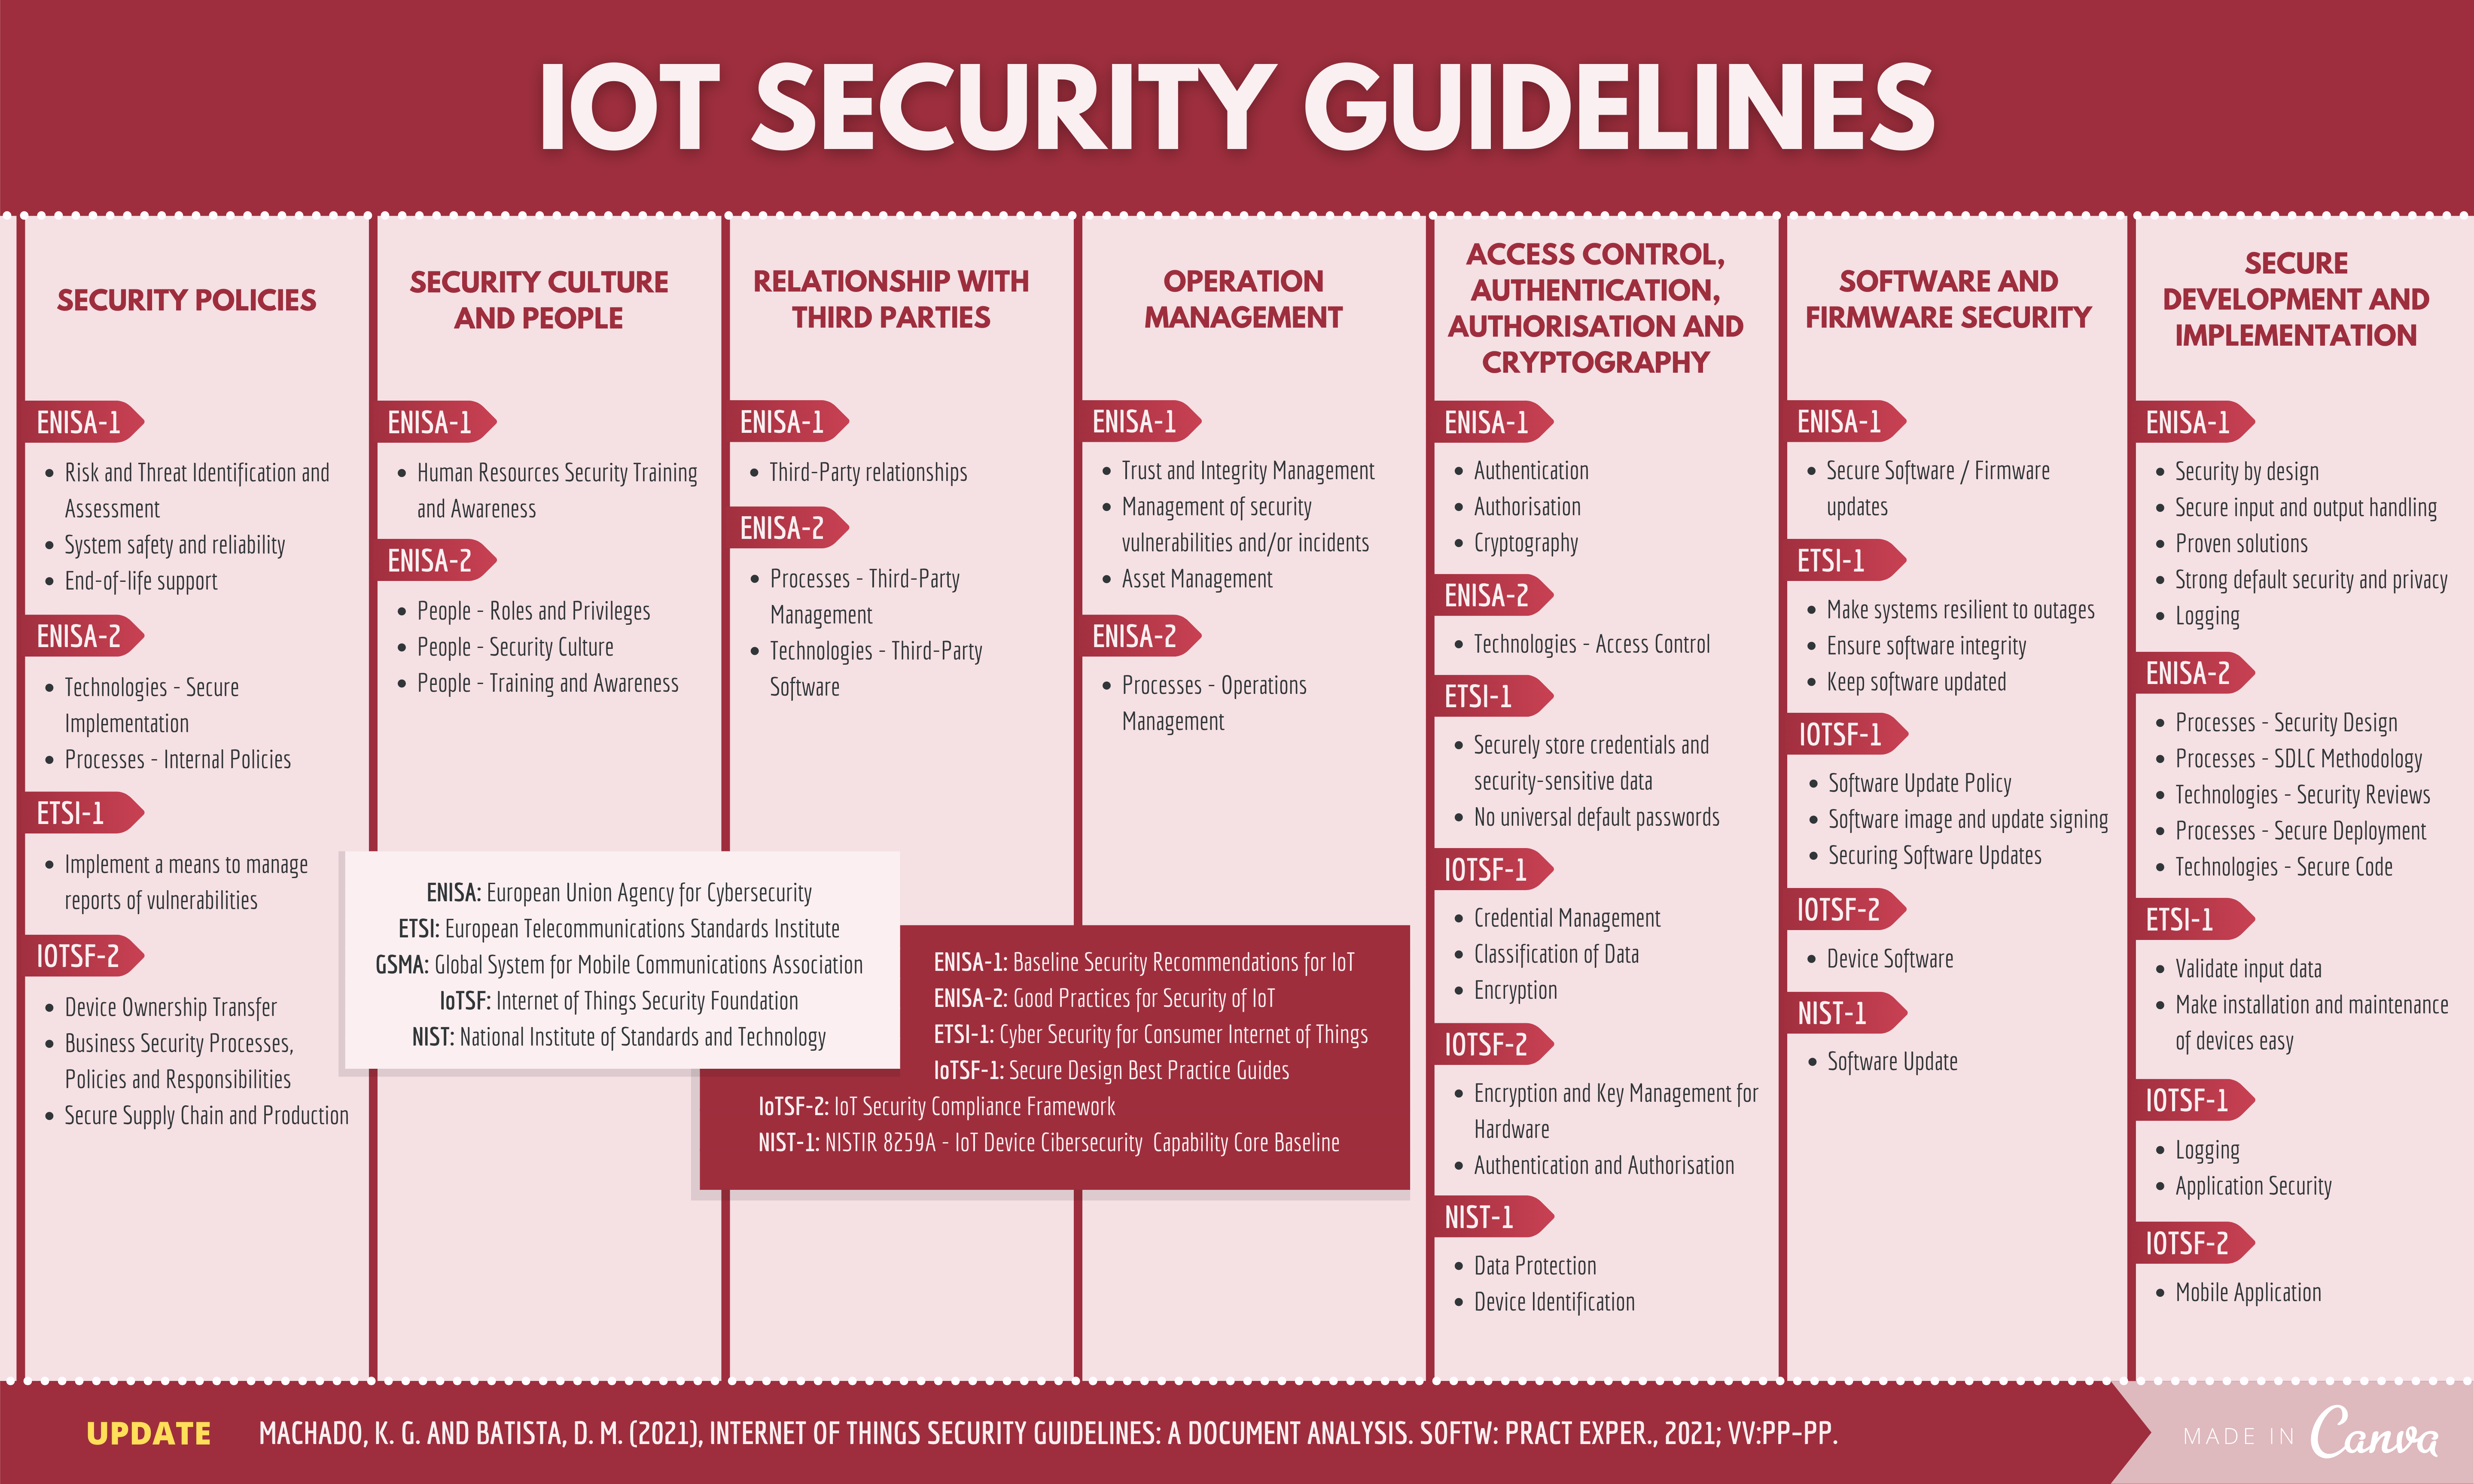 IOT SECURITY GUIDELINES
SECURITY POLICIES
ENISA-1
• Risk and Threat Identification and
Assessment
• System safety and reliability
• End-of-life support
ENISA-2
• Technologies - Secure
Implementation
• Processes - Internal Policies
ETSI-1
• Implement a means to manage
reports of vulnerabilities
IOTSF-2
• Device Ownership Transfer
• Business Security Processes,
Policies and Responsibilities
• Secure Supply Chain and Production
SECURITY CULTURE
AND PEOPLE
ENISA-1
• Human Resources Security Training
and Awareness
ENISA-2
• People - Roles and Privileges
• People - Security Culture
• People - Training and Awareness
RELATIONSHIP WITH
THIRD PARTIES
ENISA-1
• Third-Party relationships
ENISA-2
• Processes - Third-Party
Management
• Technologies - Third-Party
Software
OPERATION
MANAGEMENT
ENISA-1
• Trust and Integrity Management
• Management of security
vulnerabilities and/or incidents
• Asset Management
ENISA-2
• Processes - Operations
Management
ENISA: European Union Agency for Cybersecurity
ETSI: European Telecommunications Standards Institute
GSMA: Global System for Mobile Communications Association
IoTSF: Internet of Things Security Foundation
NIST: National Institute of Standards and Technology
ENISA-1: Baseline Security Recommendations for IoT
ENISA-2: Good Practices for Security of IoT
ETSI-1: Cyber Security for Consumer Internet of Things
IoTSF-1: Secure Design Best Practice Guides
IoTSF-2: IoT Security Compliance Framework
NIST-1: NISTIR 8259A - IoT Device Cibersecurity Capability Core Baseline
ACCESS CONTROL,
AUTHENTICATION,
AUTHORISATION AND
CRYPTOGRAPHY
ENISA-1
• Authentication
• Authorisation
• Cryptography
ENISA-2
• Technologies - Access Control
ETSI-1
• Securely store credentials and
security-sensitive data
• No universal default passwords
IOTSF-1
• Credential Management
• Classification of Data
• Encryption
IOTSF-2
• Encryption and Key Management for
Hardware
• Authentication and Authorisation
NIST-1
• Data Protection
• Device Identification
SOFTWARE AND
FIRMWARE SECURITY
ENISA-1
• Secure Software / Firmware
updates
ETSI-1
• Make systems resilient to outages
• Ensure software integrity
• Keep software updated
IOTSF-1
• Software Update Policy
• Software image and update signing
• Securing Software Updates
IOTSF-2
• Device Software
NIST-1
• Software Update
SECURE
DEVELOPMENT AND
IMPLEMENTATION
ENISA-1
• Security by design
• Secure input and output handling
• Proven solutions
• Strong default security and privacy
• Logging
ENISA-2
• Processes - Security Design
• Processes - SDLC Methodology
• Technologies - Security Reviews
• Processes - Secure Deployment
• Technologies - Secure Code
ETSI-1
• Validate input data
• Make installation and maintenance
of devices easy
IOTSF-1
• Logging
• Application Security
IOTSF-2
• Mobile Application
UPDATE MACHADO, K. G. AND BATISTA, D. M. (2021), INTERNET OF THINGS SECURITY GUIDELINES: A DOCUMENT ANALYSIS. SOFTW: PRACT EXPER., 2021; VV:PP-PP.
MADE IN Canva